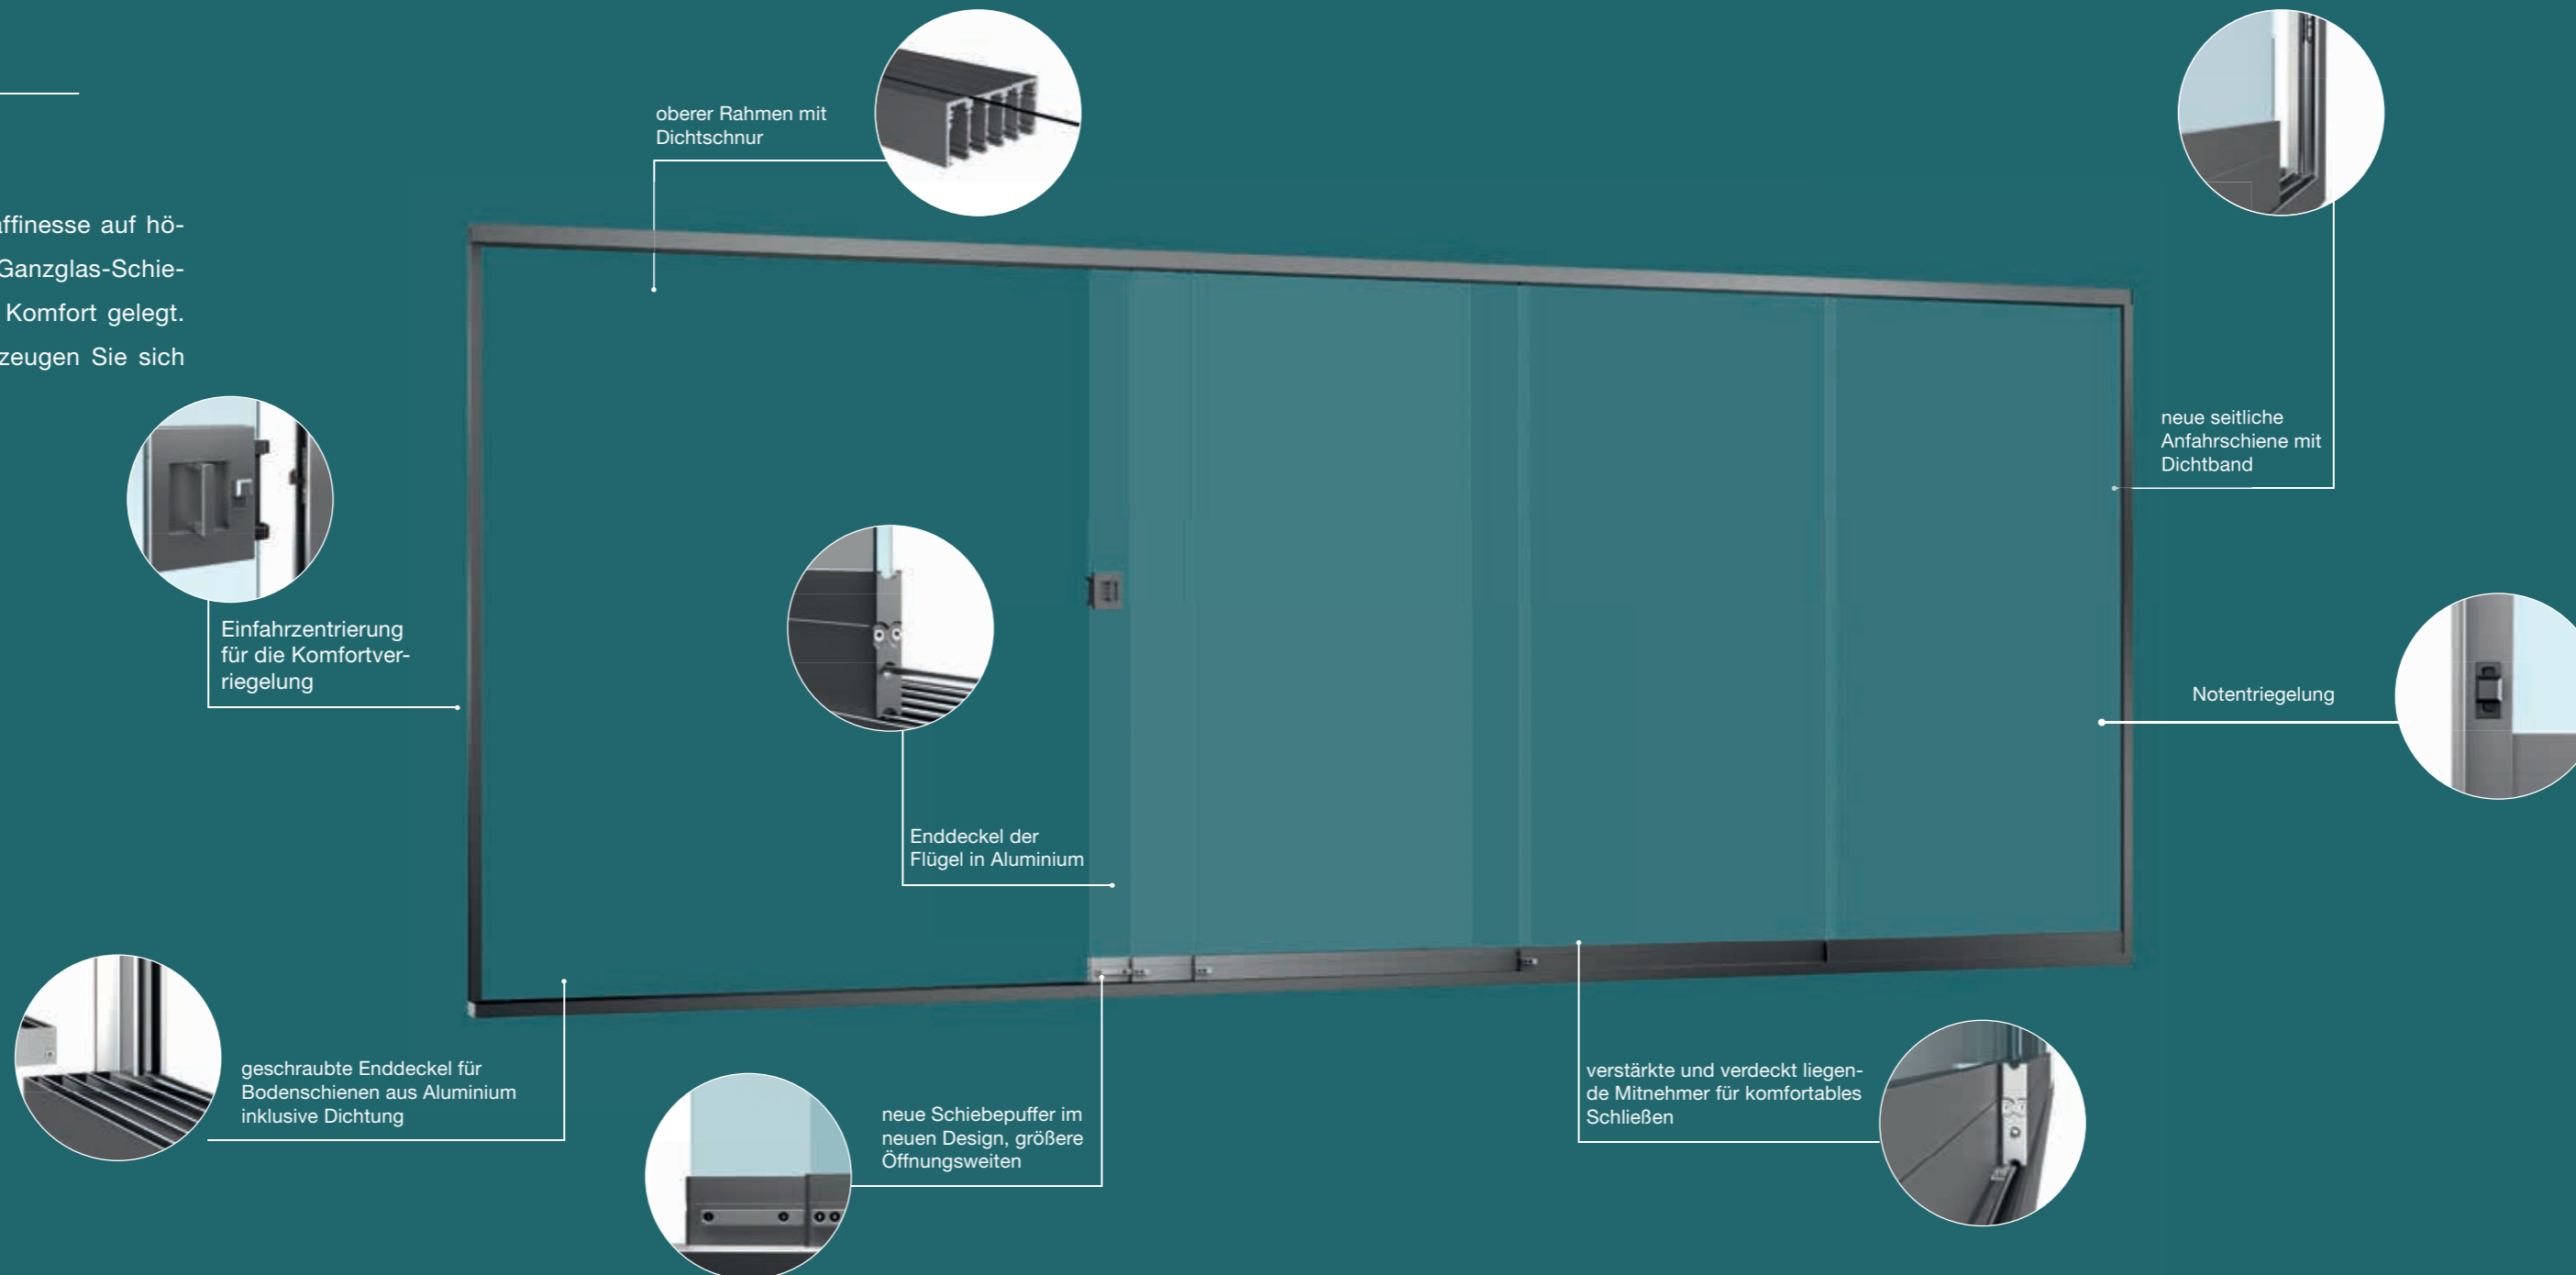 affinesse auf hö-
Ganzglas-Schie-
Komfort gelegt.
zeugen Sie sich
oberer Rahmen mit
Dichtschnur
neue seitliche
Anfahrschiene mit
Dichtband
Einfahrzentrierung
für die Komfortver-
riegelung
Notentriegelung
Enddeckel der
Flügel in Aluminium
geschraubte Enddeckel für
Bodenschienen aus Aluminium
inklusive Dichtung
neue Schiebepuffer im
neuen Design, größere
Öffnungsweiten
verstärkte und verdeckt liegen-
de Mitnehmer für komfortables
Schließen